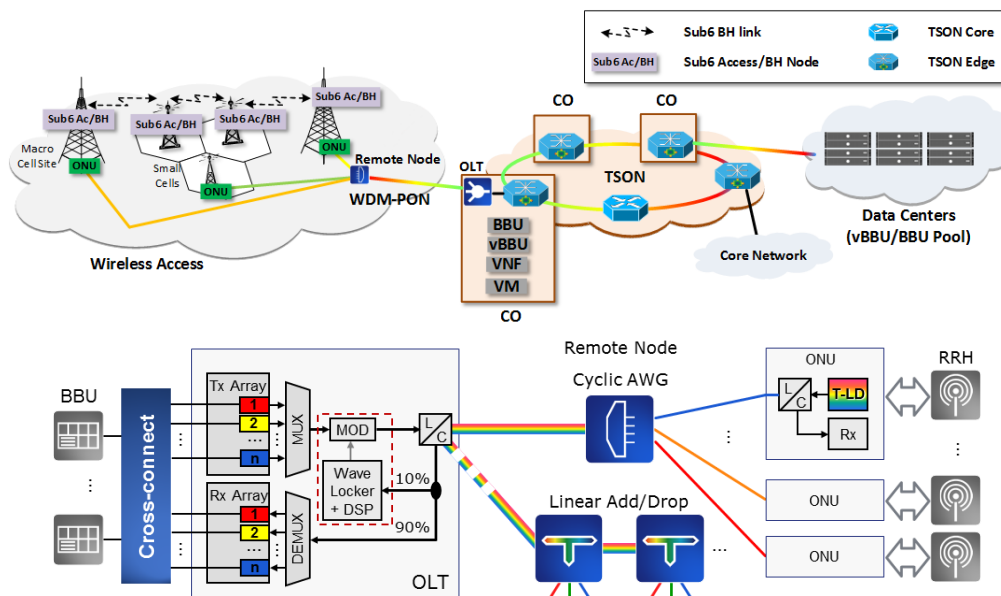 Sub6 BH link
TSON Core
Sub6 Ac/BH
Sub6 Access/BH Node
TSON Edge
Sub6 Ac/BH
Sub6 Ac/BH
Sub6 Ac/BH
Sub6 Ac/BH
Macro
Cell Site
ONU
Small
Cells
ONU
ONU
Remote Node
WDM-PON
Wireless Access
OLT
CO
CO
TSON
BBU
vBBU
VNF
VM
CO
Core Network
Data Centers
(vBBU/BBU Pool)
BBU
Cross-connect
Tx Array
1
2
...
n
MUX
MOD
Wave
Locker
+ DSP
L
C
10%
90%
Rx Array
1
2
...
n
DEMUX
OLT
Remote Node
Cyclic AWG
Linear Add/Drop
...
ONU
L
C
T-LD
Rx
RRH
ONU
ONU